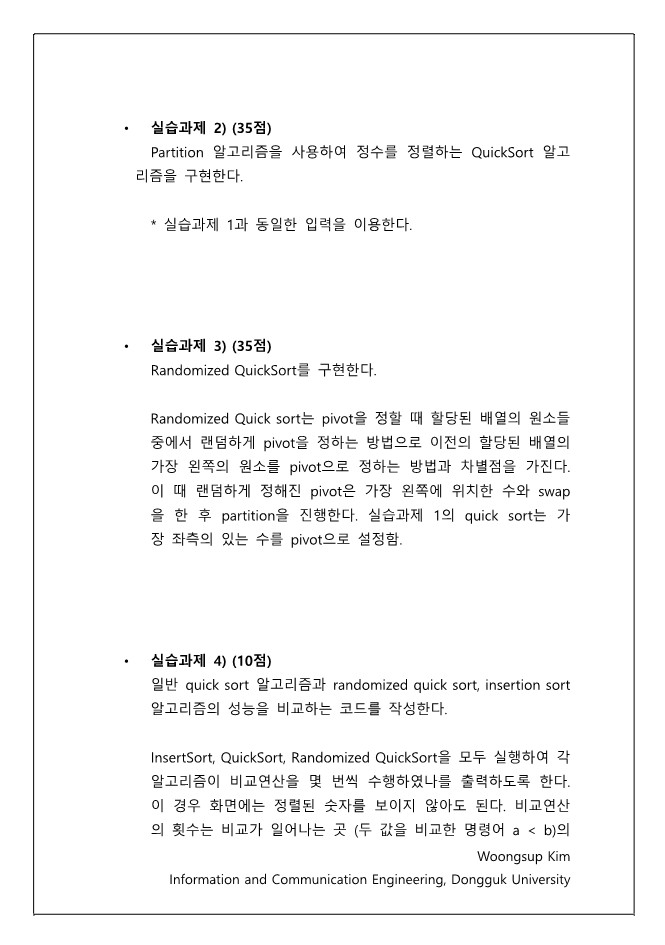 • 실습과제 2) (35점)
Partition 알고리즘을 사용하여 정수를 정렬하는 QuickSort 알고
리즘을 구현한다.
* 실습과제 1과 동일한 입력을 이용한다.
• 실습과제 3) (35점)
Randomized QuickSort를 구현한다.
Randomized Quick sort는 pivot을 정할 때 할당된 배열의 원소들
중에서 랜덤하게 pivot을 정하는 방법으로 이전의 할당된 배열의
가장 왼쪽의 원소를 pivot으로 정하는 방법과 차별점을 가진다.
이 때 랜덤하게 정해진 pivot은 가장 왼쪽에 위치한 수와 swap
을 한 후 partition을 진행한다. 실습과제 1의 quick sort는 가
장 좌측의 있는 수를 pivot으로 설정함.
• 실습과제 4) (10점)
일반 quick sort 알고리즘과 randomized quick sort, insertion sort
알고리즘의 성능을 비교하는 코드를 작성한다.
InsertSort, QuickSort, Randomized QuickSort을 모두 실행하여 각
알고리즘이 비교연산을 몇 번씩 수행하였나를 출력하도록 한다.
이 경우 화면에는 정렬된 숫자를 보이지 않아도 된다. 비교연산
의 횟수는 비교가 일어나는 곳 (두 값을 비교한 명령어 a < b)의
Woongsup Kim
Information and Communication Engineering, Dongguk University